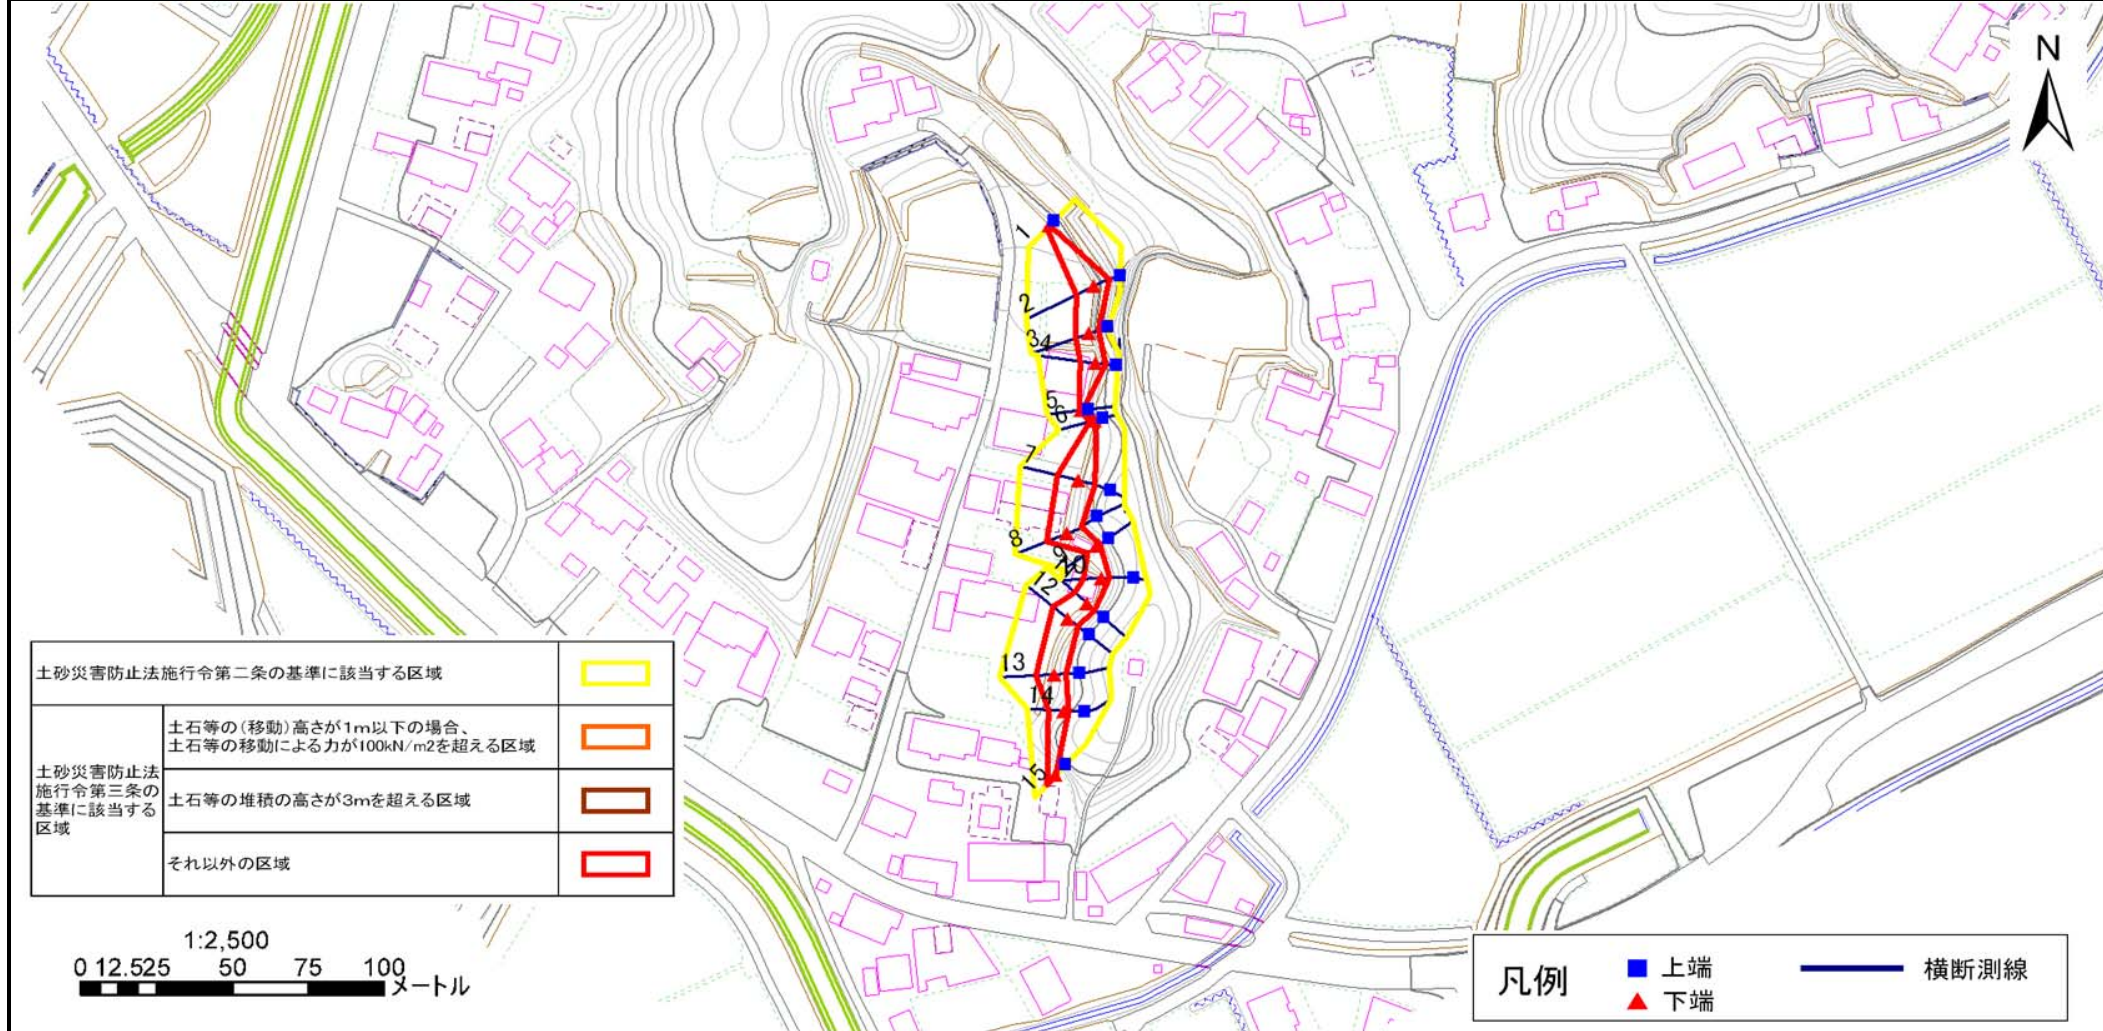 N
1
2
34
5
6
7
8
12
13
14
15
土砂災害防止法施行令第二条の基準に該当する区域
土砂災害防止法
施行令第三条の
基準に該当する
区域
土石等の(移動)高さが1m以下の場合、
土石等の移動による力が100kN/m2を超える区域
土石等の堆積の高さが3mを超える区域
それ以外の区域
1:2,500
0 12.525 50 75 100
メートル
凡例
上端
下端
横断測線